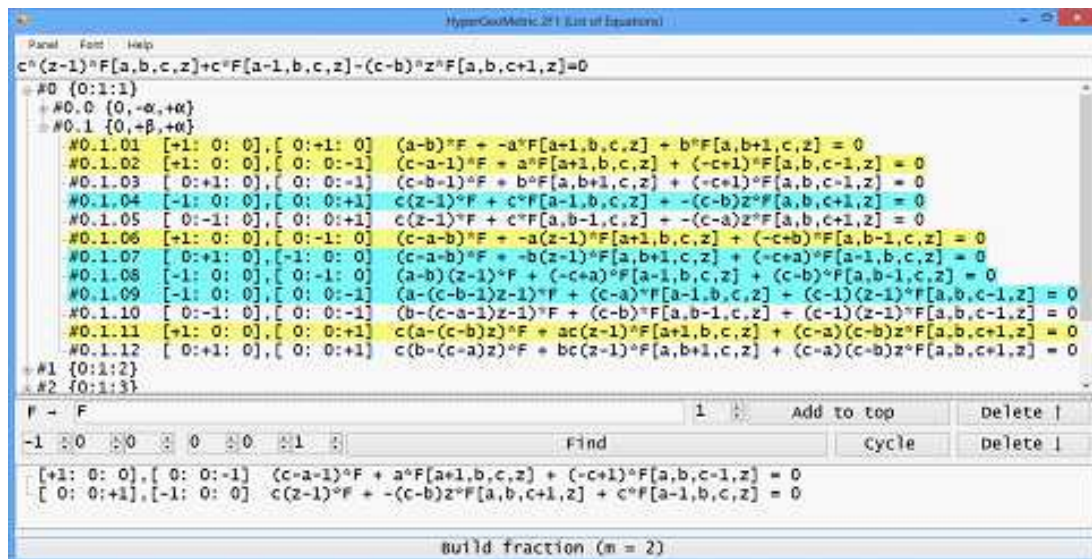 HyperGeoMetric 2F1 (List of Equations)
Panel Font Help
c*(z-1)*F[a,b,c,z]+c*F[a-1,b,c,z]-(c-b)*z*F[a,b,c+1,z]=0
#0 {0:1:1}
#0.0 {0,-α,+α}
#0.1 {0,+β,+α}
#0.1.01 [+1: 0: 0],[ 0:+1: 0] (a-b)*F + -a*F[a+1,b,c,z] + b*F[a,b+1,c,z] = 0
#0.1.02 [+1: 0: 0],[ 0: 0:-1] (c-a-1)*F + a*F[a+1,b,c,z] + (-c+1)*F[a,b,c-1,z] = 0
#0.1.03 [ 0:+1: 0],[ 0: 0:-1] (c-b-1)*F + b*F[a,b+1,c,z] + (-c+1)*F[a,b,c-1,z] = 0
#0.1.04 [-1: 0: 0],[ 0: 0:+1] c(z-1)*F + c*F[a-1,b,c,z] + -(c-b)z*F[a,b,c+1,z] = 0
#0.1.05 [ 0:-1: 0],[ 0: 0:+1] c(z-1)*F + c*F[a,b-1,c,z] + -(c-a)z*F[a,b,c+1,z] = 0
#0.1.06 [+1: 0: 0],[ 0:-1: 0] (c-a-b)*F + -a(z-1)*F[a+1,b,c,z] + (-c+b)*F[a,b-1,c,z] = 0
#0.1.07 [ 0:+1: 0],[-1: 0: 0] (c-a-b)*F + -b(z-1)*F[a,b+1,c,z] + (-c+a)*F[a-1,b,c,z] = 0
#0.1.08 [-1: 0: 0],[ 0:-1: 0] (a-b)(z-1)*F + (-c+a)*F[a-1,b,c,z] + (c-b)*F[a,b-1,c,z] = 0
#0.1.09 [-1: 0: 0],[ 0: 0:-1] (a-(c-b-1)z-1)*F + (c-a)*F[a-1,b,c,z] + (c-1)(z-1)*F[a,b,c-1,z] = 0
#0.1.10 [ 0:-1: 0],[ 0: 0:-1] (b-(c-a-1)z-1)*F + (c-b)*F[a,b-1,c,z] + (c-1)(z-1)*F[a,b,c-1,z] = 0
#0.1.11 [+1: 0: 0],[ 0: 0:+1] c(a-(c-b)z)*F + ac(z-1)*F[a+1,b,c,z] + (c-a)(c-b)z*F[a,b,c+1,z] = 0
#0.1.12 [ 0:+1: 0],[ 0: 0:+1] c(b-(c-a)z)*F + bc(z-1)*F[a,b+1,c,z] + (c-a)(c-b)z*F[a,b,c+1,z] = 0
#1 {0:1:2}
#2 {0:1:3}
F → F 1 Add to top Delete ↑
-1 0 0 0 0 1 Find Cycle Delete ↓
[+1: 0: 0],[ 0: 0:-1] (c-a-1)*F + a*F[a+1,b,c,z] + (-c+1)*F[a,b,c-1,z] = 0
[ 0: 0:+1],[-1: 0: 0] c(z-1)*F + -(c-b)z*F[a,b,c+1,z] + c*F[a-1,b,c,z] = 0
Build fraction (m = 2)